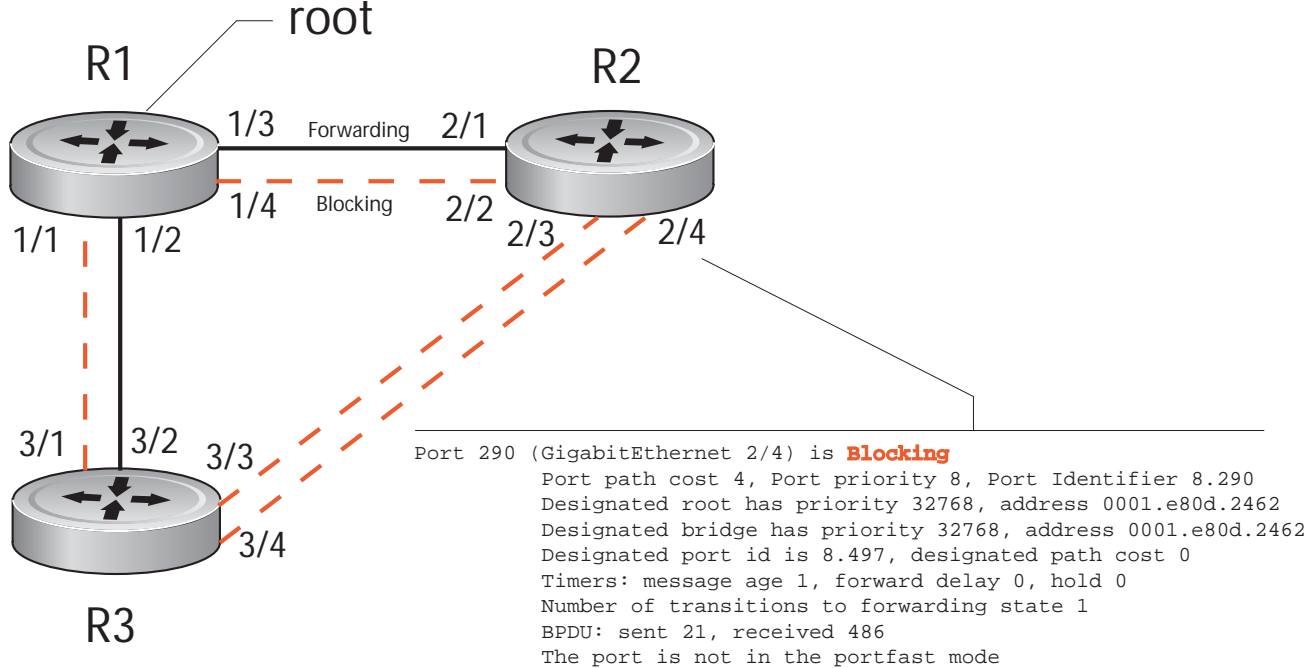 root
R1
R2
1/3 Forwarding 2/1
1/4 Blocking 2/2
1/1 1/2
2/3 2/4
3/1 3/2
3/3
3/4
R3
Port 290 (GigabitEthernet 2/4) is Blocking
Port path cost 4, Port priority 8, Port Identifier 8.290
Designated root has priority 32768, address 0001.e80d.2462
Designated bridge has priority 32768, address 0001.e80d.2462
Designated port id is 8.497, designated path cost 0
Timers: message age 1, forward delay 0, hold 0
Number of transitions to forwarding state 1
BPDU: sent 21, received 486
The port is not in the portfast mode